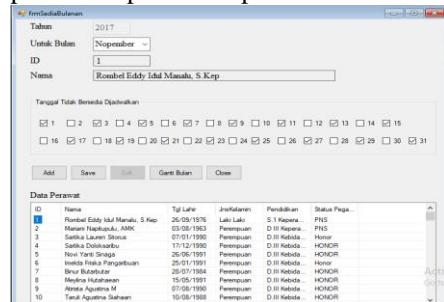 frmSediaBulanan
Tahun 2017
Untuk Bulan Nopember
ID 1
Nama Rombel Eddy Idul Manalu, S.Kep
Tanggal Tidak Bersedia Dijadwalkan
1 2 3 4 5 6 7 8 9 10 11 12 13 14 15
16 17 18 19 20 21 22 23 24 25 26 27 28 29 30 31
Add Save Edit Ganti Bulan Close
Data Perawat
ID Nama Tgl Lahir JnsKelamin Pendidikan Status Pega...
1 Rombel Eddy Idul Manalu, S.Kep 26/09/1976 Laki Laki S.1 Kepera... PNS
2 Mariam Napitupulu, AMK 03/08/1963 Perempuan D.III Kepera... PNS
3 Sartika Lauren Storus 07/01/1990 Perempuan D.III Kebida... Honor
4 Sartika Doloksaribu 17/12/1990 Perempuan D.III Kebida... HONOR
5 Novi Yanti Sinaga 26/06/1991 Perempuan D.III Kebida... HONOR
6 Imelda Friska Pangaribuan 25/01/1991 Perempuan D.III Kebida... Honor
7 Binur Butarbutar 28/07/1984 Perempuan D.III Kebida... HONOR
8 Meylina Hutahaean 15/05/1991 Perempuan D.III Kebida... HONOR
9 Agustina M 07/08/1990 Perempuan D.III Kebida... HONOR
10 Taruli Agustina Siahaan 10/08/1988 Perempuan D.III Kebida... HONOR